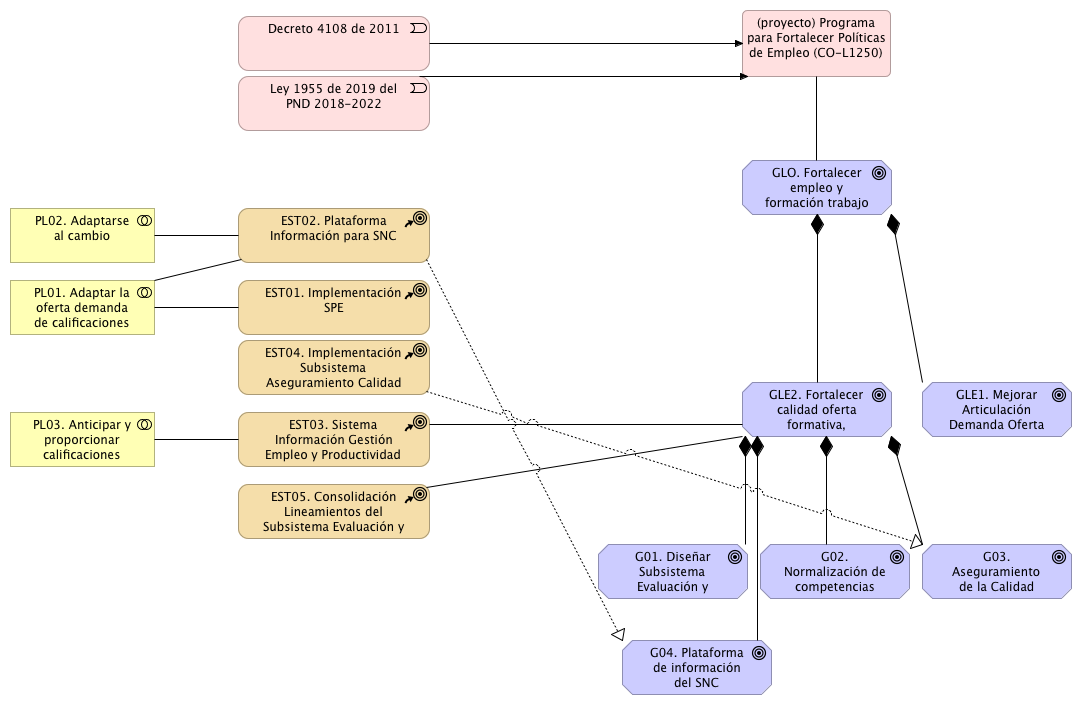 Decreto 4108 de 2011
(proyecto) Programa
para Fortalecer Políticas
de Empleo (CO-L1250)
Ley 1955 de 2019 del
PND 2018-2022
GLO. Fortalecer
empleo y
formación trabajo
PL02. Adaptarse
al cambio
EST02. Plataforma
Información para SNC
PL01. Adaptar la
oferta demanda
de calificaciones
EST01. Implementación
SPE
EST04. Implementación
Subsistema
Aseguramiento Calidad
GLE2. Fortalecer
calidad oferta
formativa,
GLE1. Mejorar
Articulación
Demanda Oferta
PL03. Anticipar y
proporcionar
calificaciones
EST03. Sistema
Información Gestión
Empleo y Productividad
EST05. Consolidación
Lineamientos del
Subsistema Evaluación y
G01. Diseñar
Subsistema
Evaluación y
G02.
Normalización de
competencias
G03.
Aseguramiento
de la Calidad
G04. Plataforma
de información
del SNC